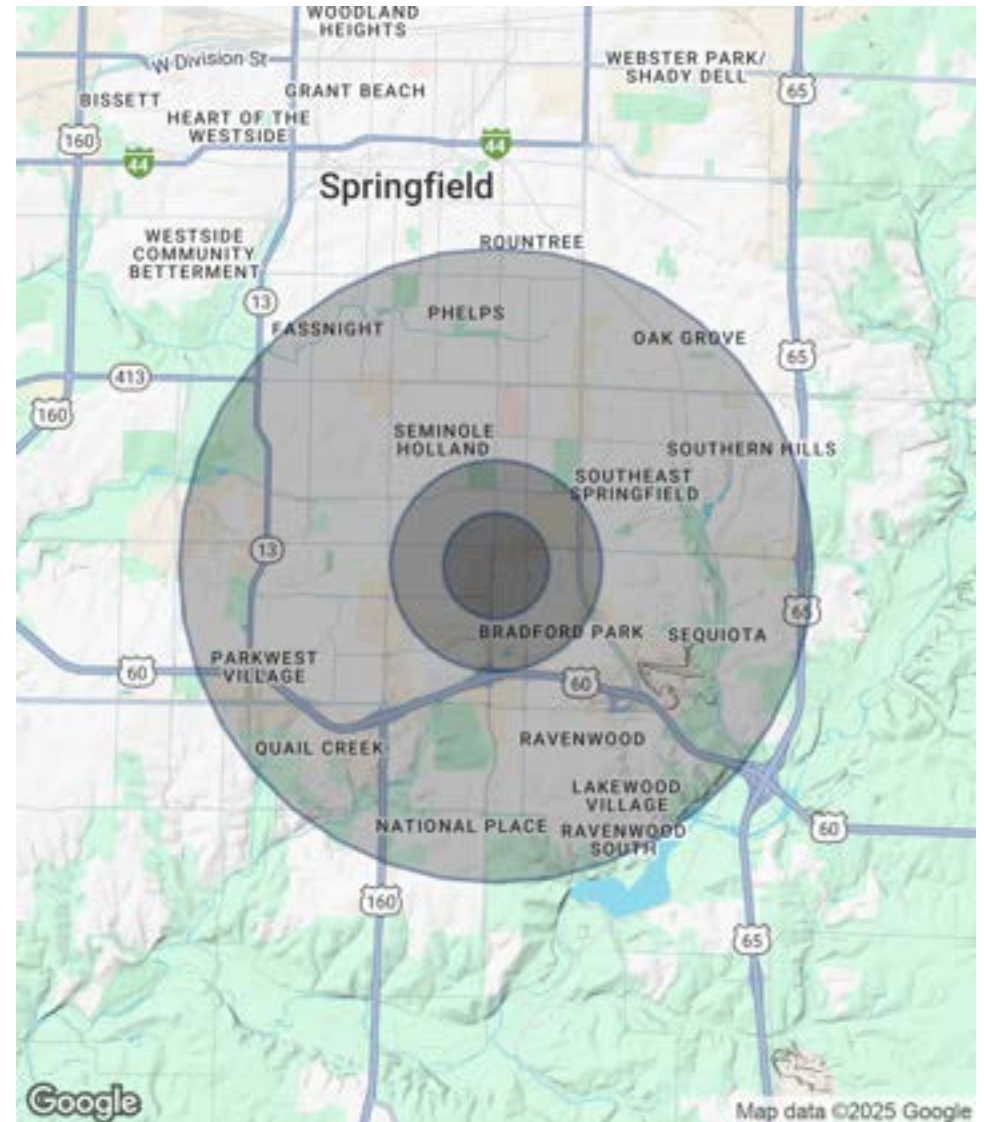 WOODLAND
HEIGHTS
W Division St
WEBSTER PARK/
SHADY DELL
BISSETT
GRANT BEACH
65
HEART OF THE
WESTSIDE
160
44
44
Springfield
WESTSIDE
COMMUNITY
BETTERMENT
ROUNTREE
13
PHELPS
FASSNIGHT
OAK GROVE
65
413
160
SEMINOLE
HOLLAND
SOUTHERN HILLS
SOUTHEAST
SPRINGFIELD
13
65
BRADFORD PARK
SEQUIOTA
PARKWEST
VILLAGE
60
60
QUAIL CREEK
RAVENWOOD
LAKEWOOD
VILLAGE
NATIONAL PLACE
RAVENWOOD
SOUTH
60
160
65
Google
Map data ©2025 Google